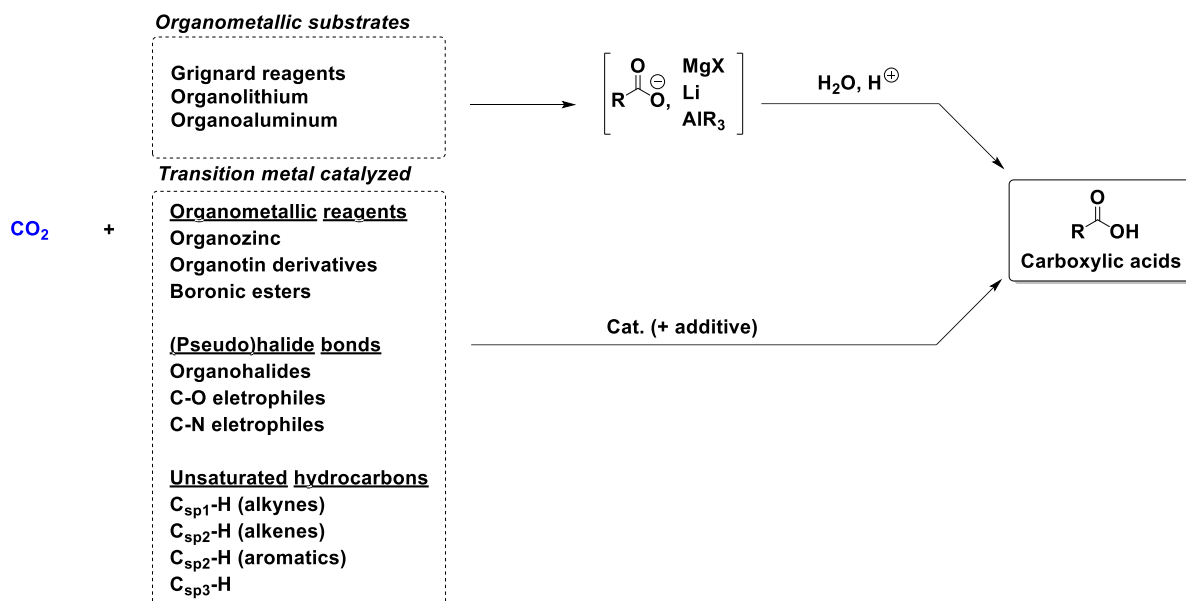 Organometallic substrates
Grignard reagents
Organolithium
Organoaluminum
O
R
O,
⊖
MgX
Li
AlR₃
H₂O, H⊕
Transition metal catalyzed
CO₂
+
Organometallic reagents
Organozinc
Organotin derivatives
Boronic esters
(Pseudo)halide bonds
Organohalides
C-O eletrophiles
C-N eletrophiles
Unsaturated hydrocarbons
Csp1-H (alkynes)
Csp2-H (alkenes)
Csp2-H (aromatics)
Csp3-H
Cat. (+ additive)
O
R
OH
Carboxylic acids